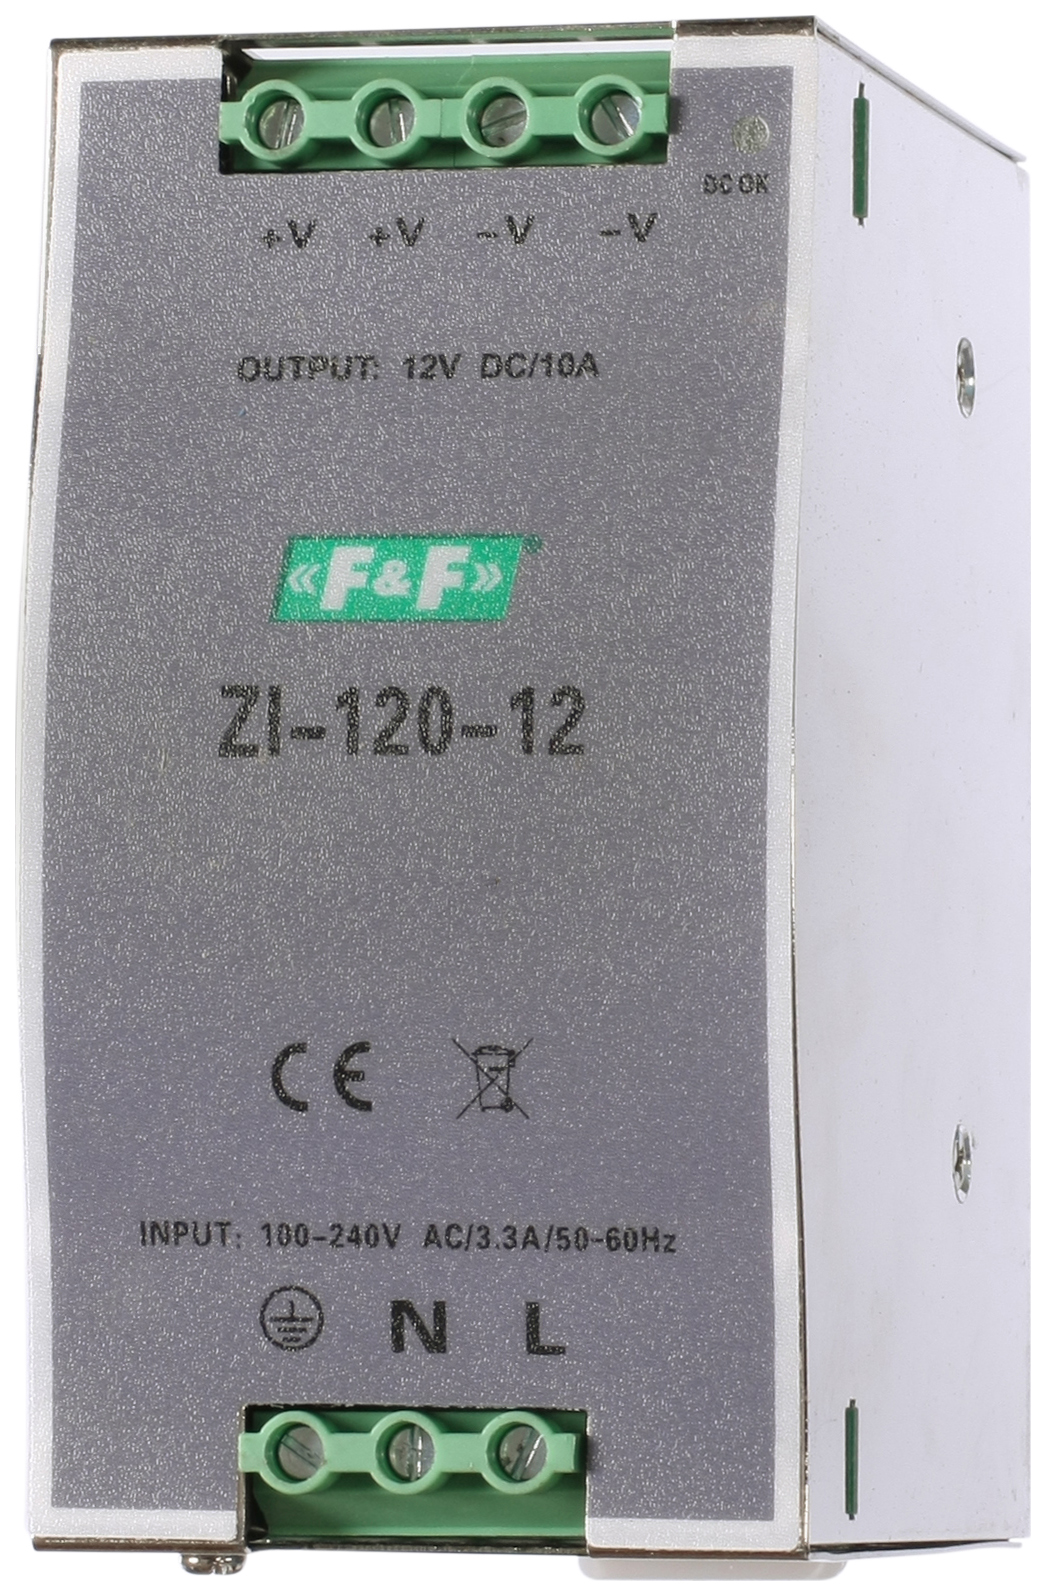 DC OK
+V +V -V -V
OUTPUT: 12V DC/10A
«F&F»®
ZI-120-12
CE
INPUT: 100-240V AC/3.3A/50-60Hz
N L